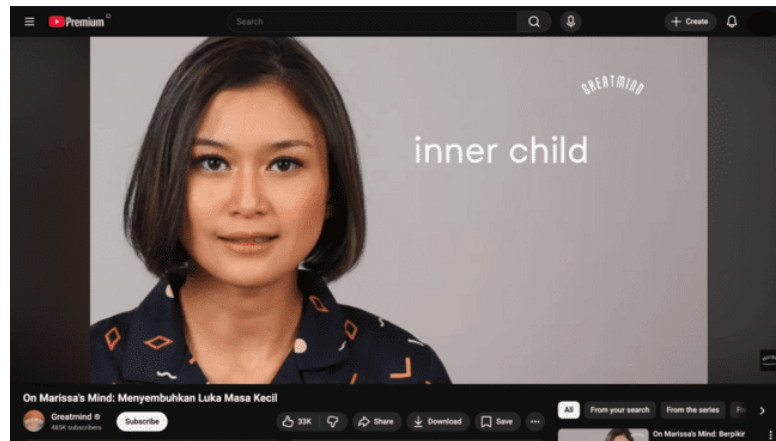 Premium
Search
Create
GREATMIND
inner child
On Marissa's Mind: Menyembuhkan Luka Masa Kecil
Greatmind
485K subscribers
Subscribe
33K
Share
Download
Save
All
From your search
From the series
On Marissa's Mind: Berpikir